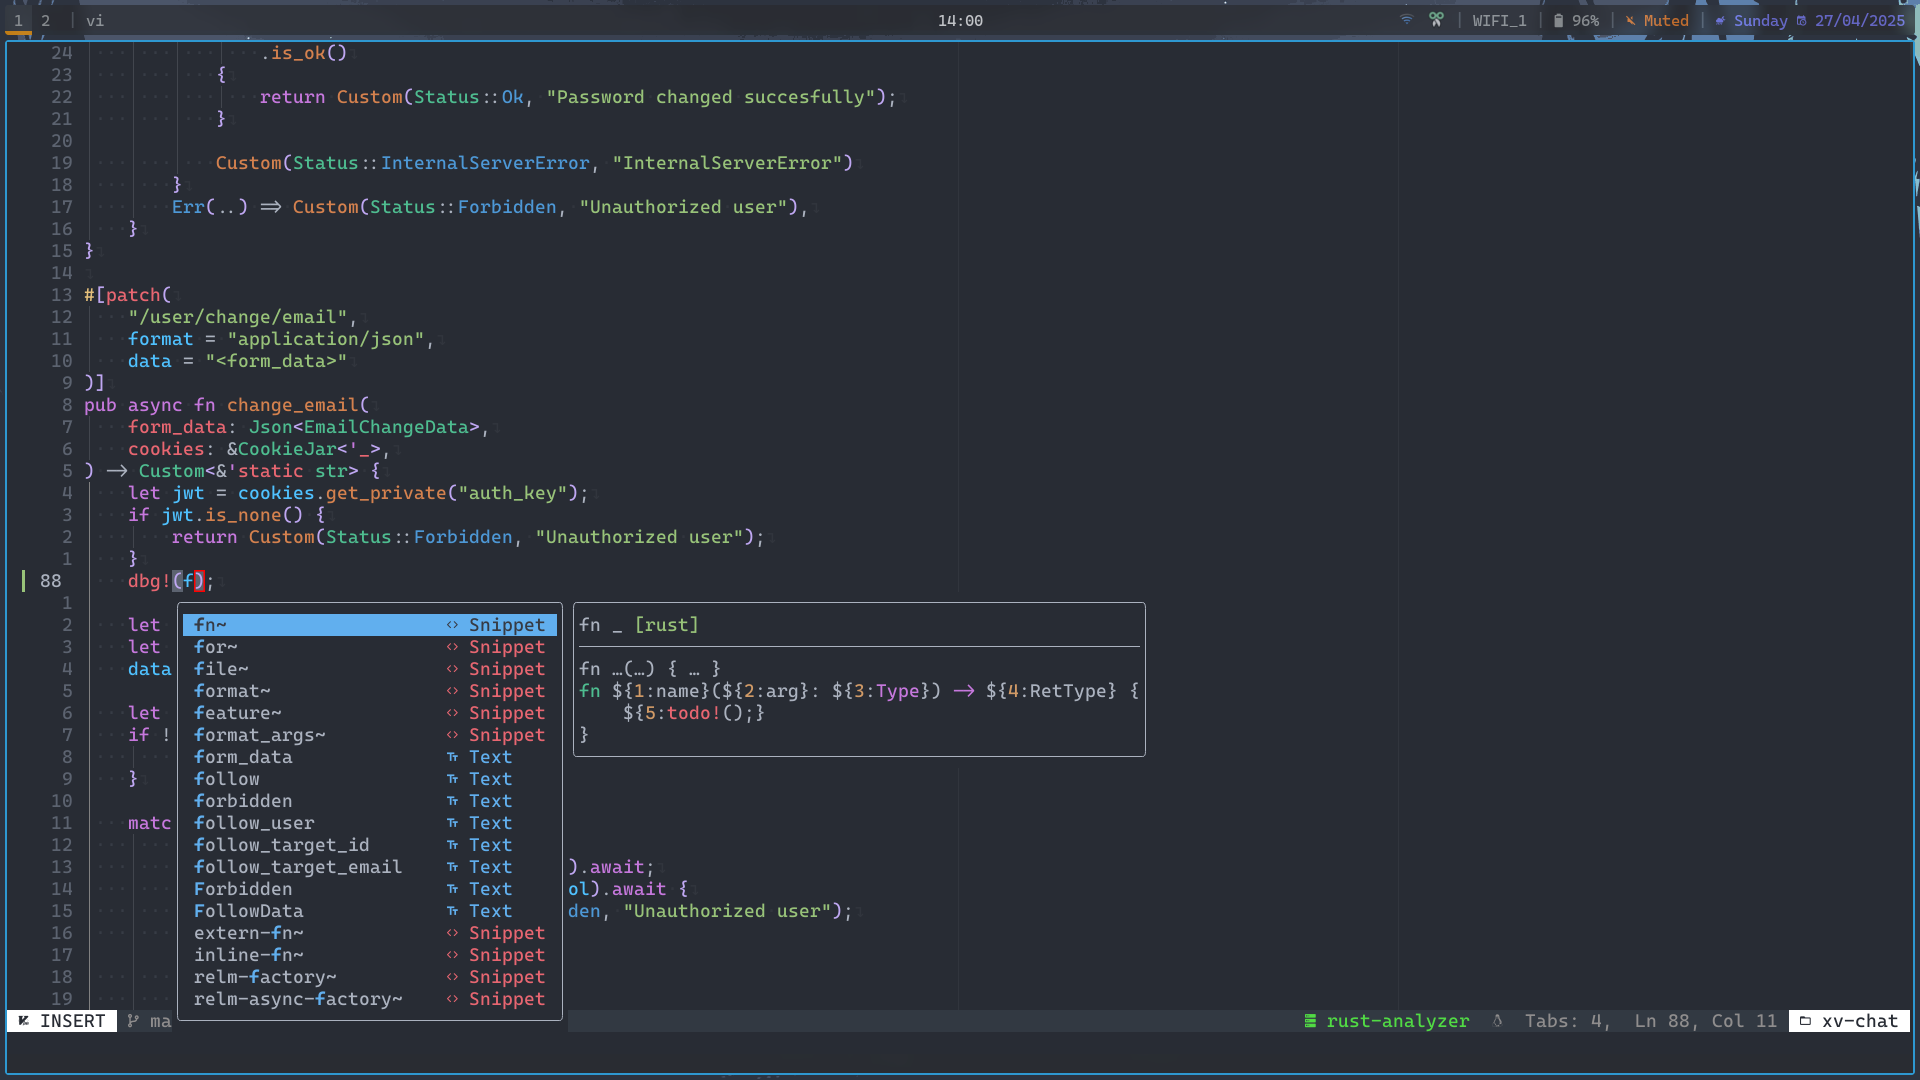 1 2 | vi 14:00 | WIFI_1 | 96% | Muted | Sunday 27/04/2025
24 .is_ok()
23 {
22 return Custom(Status::Ok, "Password changed succesfully");
21 }
20
19 Custom(Status::InternalServerError, "InternalServerError")
18 }
17 Err(..) => Custom(Status::Forbidden, "Unauthorized user"),
16 }
15 }
14
13 #[patch(
12 "/user/change/email",
11 format = "application/json",
10 data = "<form_data>"
9 )]
8 pub async fn change_email(
7 form_data: Json<EmailChangeData>,
6 cookies: &CookieJar<'_>,
5 ) -> Custom<&'static str> {
4 let jwt = cookies.get_private("auth_key");
3 if jwt.is_none() {
2 return Custom(Status::Forbidden, "Unauthorized user");
1 }
88 dbg!(f);
1
2 let
3 let
4 data
5
6 let
7 if !
8
9 }
10
11 matc
12
13 ).await;
14 ol).await {
15 den, "Unauthorized user");
16
17
18
19
fn~ <> Snippet
for~ <> Snippet
file~ <> Snippet
format~ <> Snippet
feature~ <> Snippet
format_args~ <> Snippet
form_data Text
follow Text
forbidden Text
follow_user Text
follow_target_id Text
follow_target_email Text
Forbidden Text
FollowData Text
extern-fn~ <> Snippet
inline-fn~ <> Snippet
relm-factory~ <> Snippet
relm-async-factory~ <> Snippet
fn _ [rust]
fn …(…) { … }
fn ${1:name}(${2:arg}: ${3:Type}) -> ${4:RetType} {
${5:todo!();}
}
INSERT ma rust-analyzer Tabs: 4, Ln 88, Col 11 xv-chat